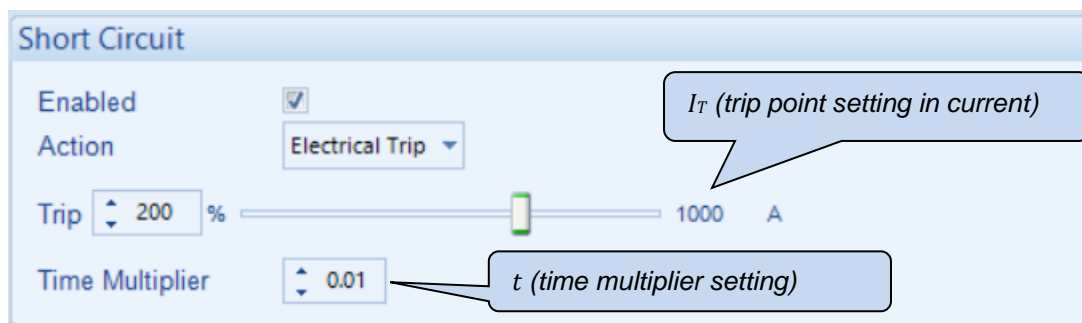 Short Circuit
Enabled
I_T (trip point setting in current)
Action Electrical Trip
Trip 200 % 1000 A
Time Multiplier 0.01 t (time multiplier setting)